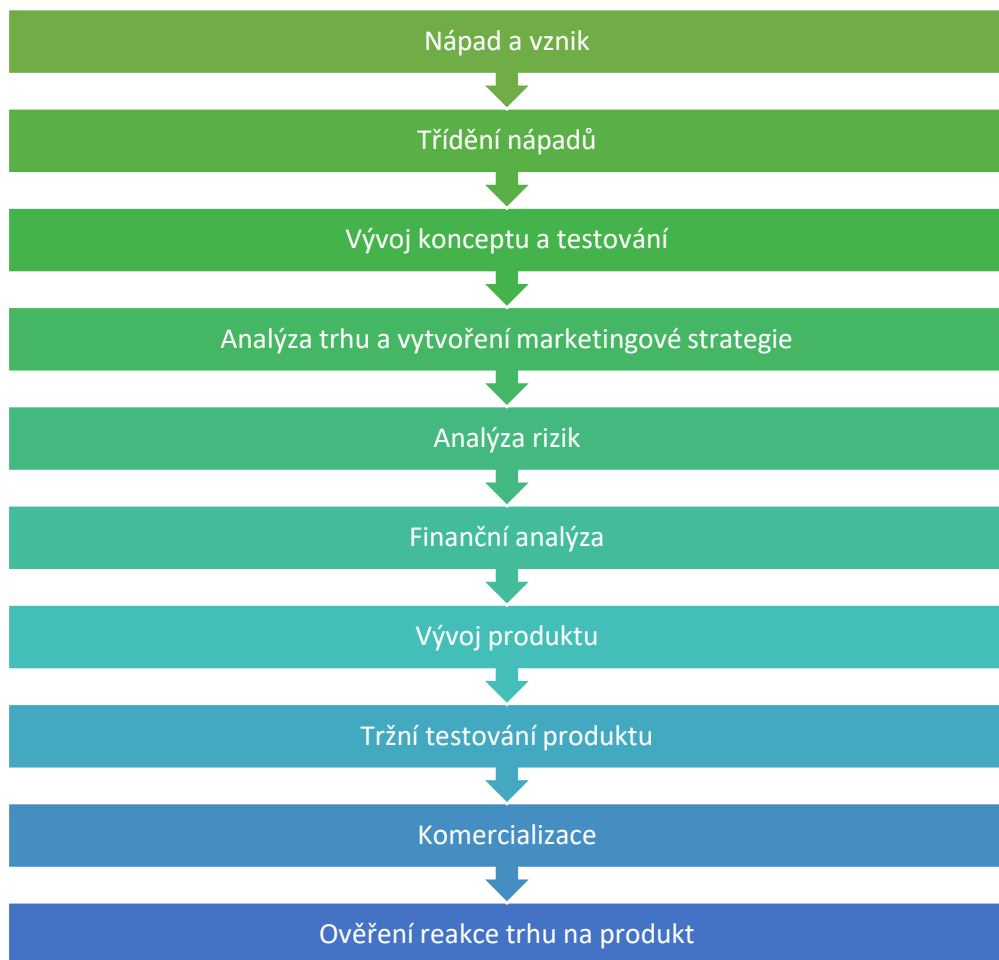 Nápad a vznik
Třídění nápadů
Vývoj konceptu a testování
Analýza trhu a vytvoření marketingové strategie
Analýza rizik
Finanční analýza
Vývoj produktu
Tržní testování produktu
Komercializace
Ověření reakce trhu na produkt